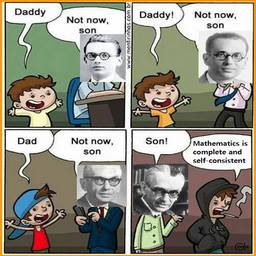 Daddy
Not now,
son
Daddy!
Not now,
son
Dad
Not now,
son
Son!
Mathematics is
complete and
self-consistent